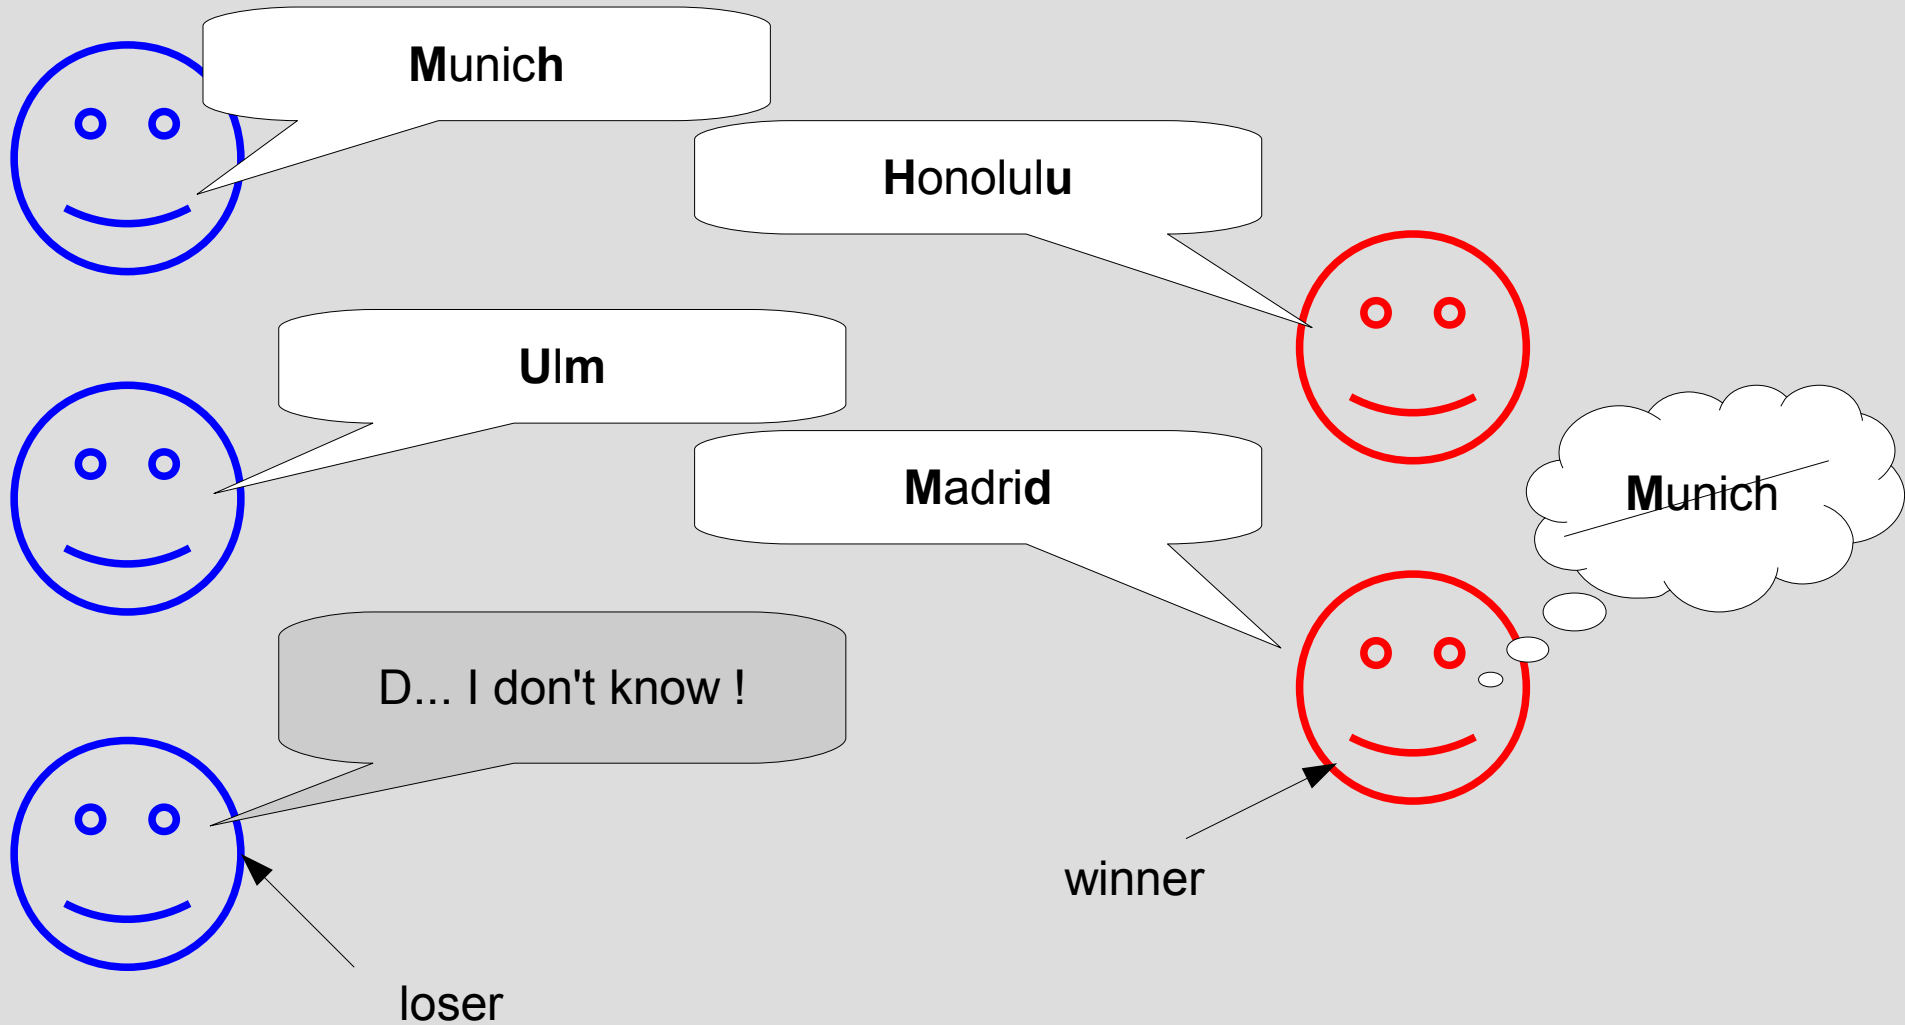 Munich
Honolulu
Ulm
Madrid
Munich
D... I don't know !
winner
loser